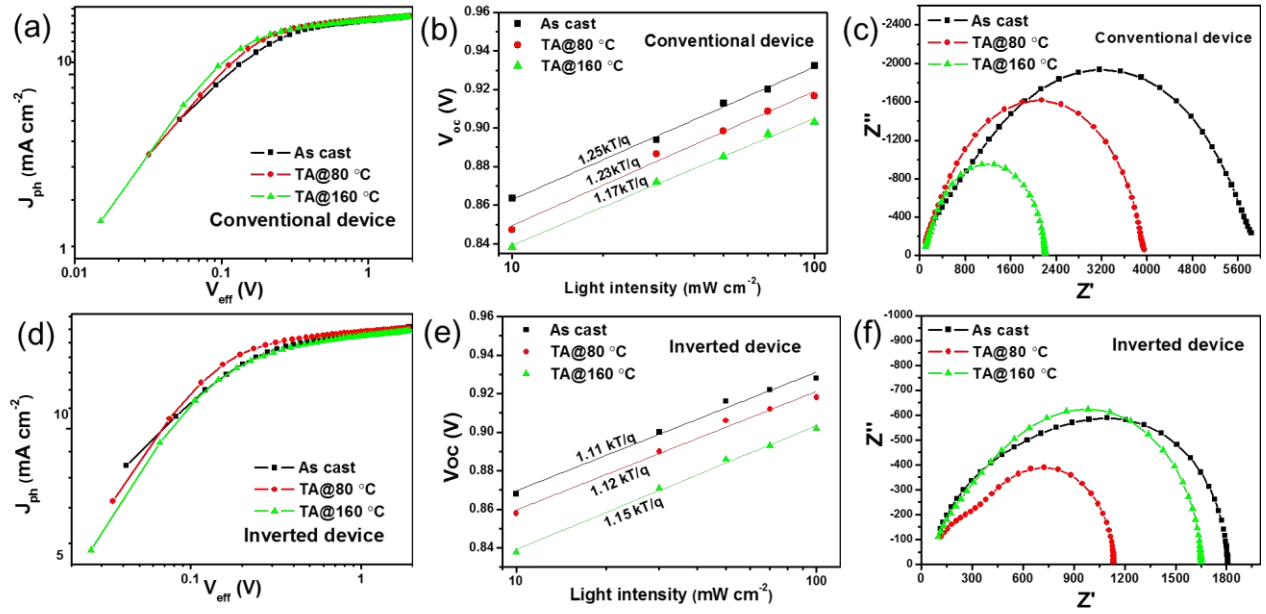 (a)
J_ph (mA cm⁻²)
10
1
As cast
TA@80 °C
TA@160 °C
Conventional device
0.01 0.1 1
V_eff (V)
(b)
V_oc (V)
0.96
0.94
0.92
0.90
0.88
0.86
0.84
As cast
TA@80 °C
TA@160 °C
Conventional device
1.25kT/q
1.23kT/q
1.17kT/q
10 100
Light intensity (mW cm⁻²)
(c)
Z''
-2400
-2000
-1600
-1200
-800
-400
0
As cast
TA@80 °C
TA@160 °C
Conventional device
0 800 1600 2400 3200 4000 4800 5600
Z'
(d)
J_ph (mA cm⁻²)
10
5
As cast
TA@80 °C
TA@160 °C
Inverted device
0.1 1
V_eff (V)
(e)
Voc (V)
0.96
0.94
0.92
0.90
0.88
0.86
0.84
As cast
TA@80 °C
TA@160 °C
Inverted device
1.11 kT/q
1.12 kT/q
1.15 kT/q
10 100
Light intensity (mW cm⁻²)
(f)
Z''
-1000
-900
-800
-700
-600
-500
-400
-300
-200
-100
0
As cast
TA@80 °C
TA@160 °C
Inverted device
0 300 600 900 1200 1500 1800
Z'